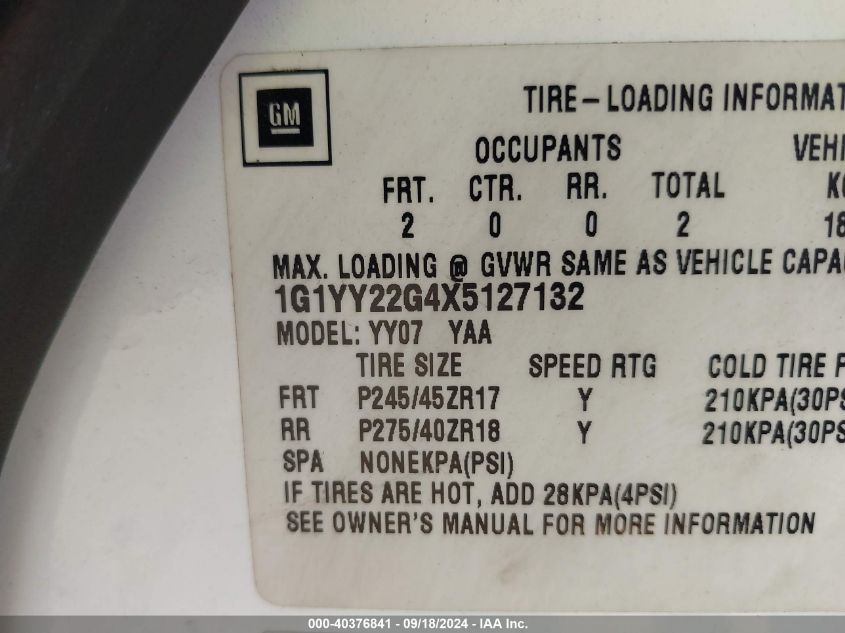 GM
TIRE-LOADING INFORMAT
OCCUPANTS VEHI
FRT. CTR. RR. TOTAL K
2 0 0 2 18
MAX. LOADING @ GVWR SAME AS VEHICLE CAPA
1G1YY22G4X5127132
MODEL: YY07 YAA
TIRE SIZE SPEED RTG COLD TIRE P
FRT P245/45ZR17 Y 210KPA(30PSI
RR P275/40ZR18 Y 210KPA(30PS
SPA NONEKPA(PSI)
IF TIRES ARE HOT, ADD 28KPA(4PSI)
SEE OWNER'S MANUAL FOR MORE INFORMATION
000-40376841 - 09/18/2024 - IAA Inc.